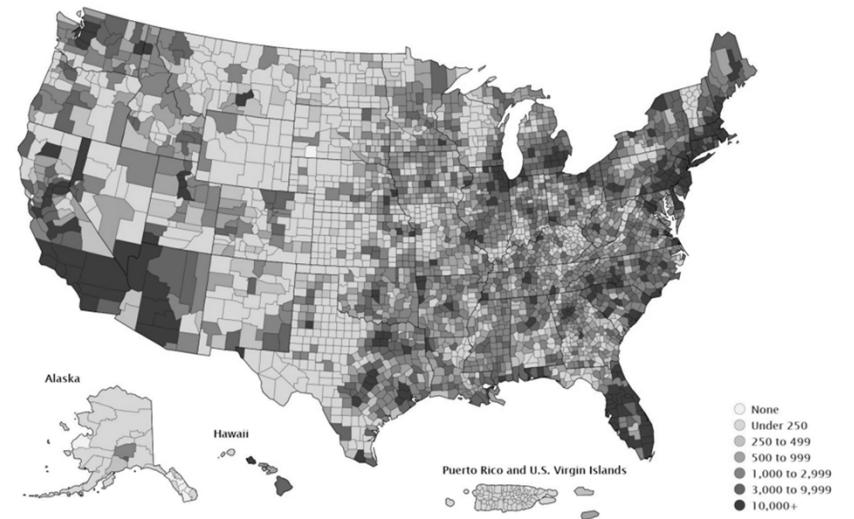 Alaska
Hawaii
Puerto Rico and U.S. Virgin Islands
None
Under 250
250 to 499
500 to 999
1,000 to 2,999
3,000 to 9,999
10,000+